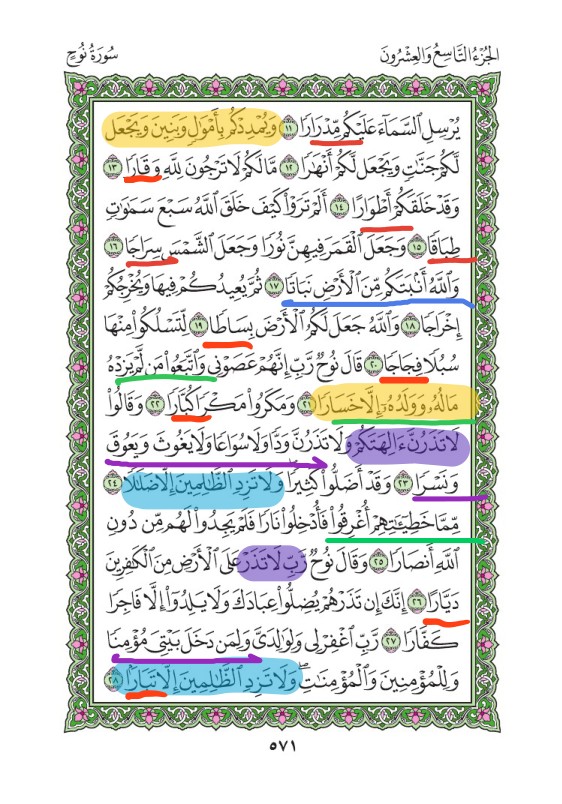 الجُزْءُ التَّاسِعُ وَالعِشْرُونَ
سُورَةُ نُوحٍ
يُرْسِلِ ٱلسَّمَآءَ عَلَيْكُم مِّدْرَارًا ١١ وَيُمْدِدْكُم بِأَمْوَٰلٍ وَبَنِينَ وَيَجْعَل
لَّكُمْ جَنَّٰتٍ وَيَجْعَل لَّكُمْ أَنْهَٰرًا ١٢ مَّا لَكُمْ لَا تَرْجُونَ لِلَّهِ وَقَارًا ١٣
وَقَدْ خَلَقَكُمْ أَطْوَارًا ١٤ أَلَمْ تَرَوْا۟ كَيْفَ خَلَقَ ٱللَّهُ سَبْعَ سَمَٰوَٰتٍ
طِبَاقًا ١٥ وَجَعَلَ ٱلْقَمَرَ فِيهِنَّ نُورًا وَجَعَلَ ٱلشَّمْسَ سِرَاجًا ١٦
وَٱللَّهُ أَنۢبَتَكُم مِّنَ ٱلْأَرْضِ نَبَاتًا ١٧ ثُمَّ يُعِيدُكُمْ فِيهَا وَيُخْرِجُكُمْ
إِخْرَاجًا ١٨ وَٱللَّهُ جَعَلَ لَكُمُ ٱلْأَرْضَ بِسَاطًا ١٩ لِّتَسْلُكُوا۟ مِنْهَا
سُبُلًا فِجَاجًا ٢٠ قَالَ نُوحٌ رَّبِّ إِنَّهُمْ عَصَوْنِى وَٱتَّبَعُوا۟ مَن لَّمْ يَزِدْهُ
مَالُهُۥ وَوَلَدُهُۥٓ إِلَّا خَسَارًا ٢١ وَمَكَرُوا۟ مَكْرًا كُبَّارًا ٢٢ وَقَالُوا۟
لَا تَذَرُنَّ ءَالِهَتَكُمْ وَلَا تَذَرُنَّ وَدًّا وَلَا سُوَاعًا وَلَا يَغُوثَ وَيَعُوقَ
وَنَسْرًا ٢٣ وَقَدْ أَضَلُّوا۟ كَثِيرًا ۖ وَلَا تَزِدِ ٱلظَّٰلِمِينَ إِلَّا ضَلَٰلًا ٢٤
مِّمَّا خَطِيٓـَٰٔتِهِمْ أُغْرِقُوا۟ فَأُدْخِلُوا۟ نَارًا فَلَمْ يَجِدُوا۟ لَهُم مِّن دُونِ
ٱللَّهِ أَنصَارًا ٢٥ وَقَالَ نُوحٌ رَّبِّ لَا تَذَرْ عَلَى ٱلْأَرْضِ مِنَ ٱلْكَٰفِرِينَ
دَيَّارًا ٢٦ إِنَّكَ إِن تَذَرْهُمْ يُضِلُّوا۟ عِبَادَكَ وَلَا يَلِدُوٓا۟ إِلَّا فَاجِرًا
كَفَّارًا ٢٧ رَّبِّ ٱغْفِرْ لِى وَلِوَٰلِدَىَّ وَلِمَن دَخَلَ بَيْتِىَ مُؤْمِنًا
وَلِلْمُؤْمِنِينَ وَٱلْمُؤْمِنَٰتِ ۖ وَلَا تَزِدِ ٱلظَّٰلِمِينَ إِلَّا تَبَارًۢا ٢٨
٥٧١